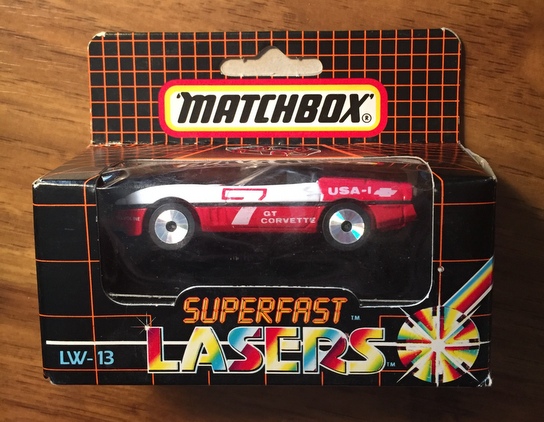 MATCHBOX®
7
GT
CORVETTE
USA-1
SUPERFAST™
LW-13
LASERS™